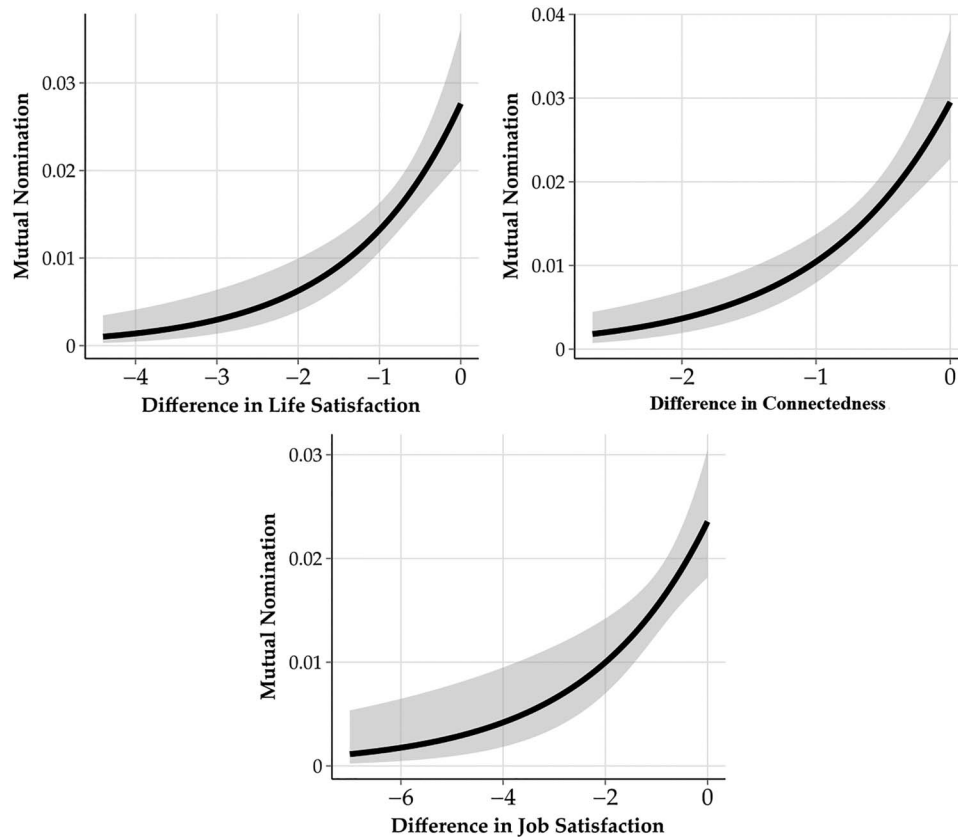 Mutual Nomination
0.03
0.02
0.01
0
−4 −3 −2 −1 0
Difference in Life Satisfaction
Mutual Nomination
0.04
0.03
0.02
0.01
0
−2 −1 0
Difference in Connectedness
Mutual Nomination
0.03
0.02
0.01
0
−6 −4 −2 0
Difference in Job Satisfaction